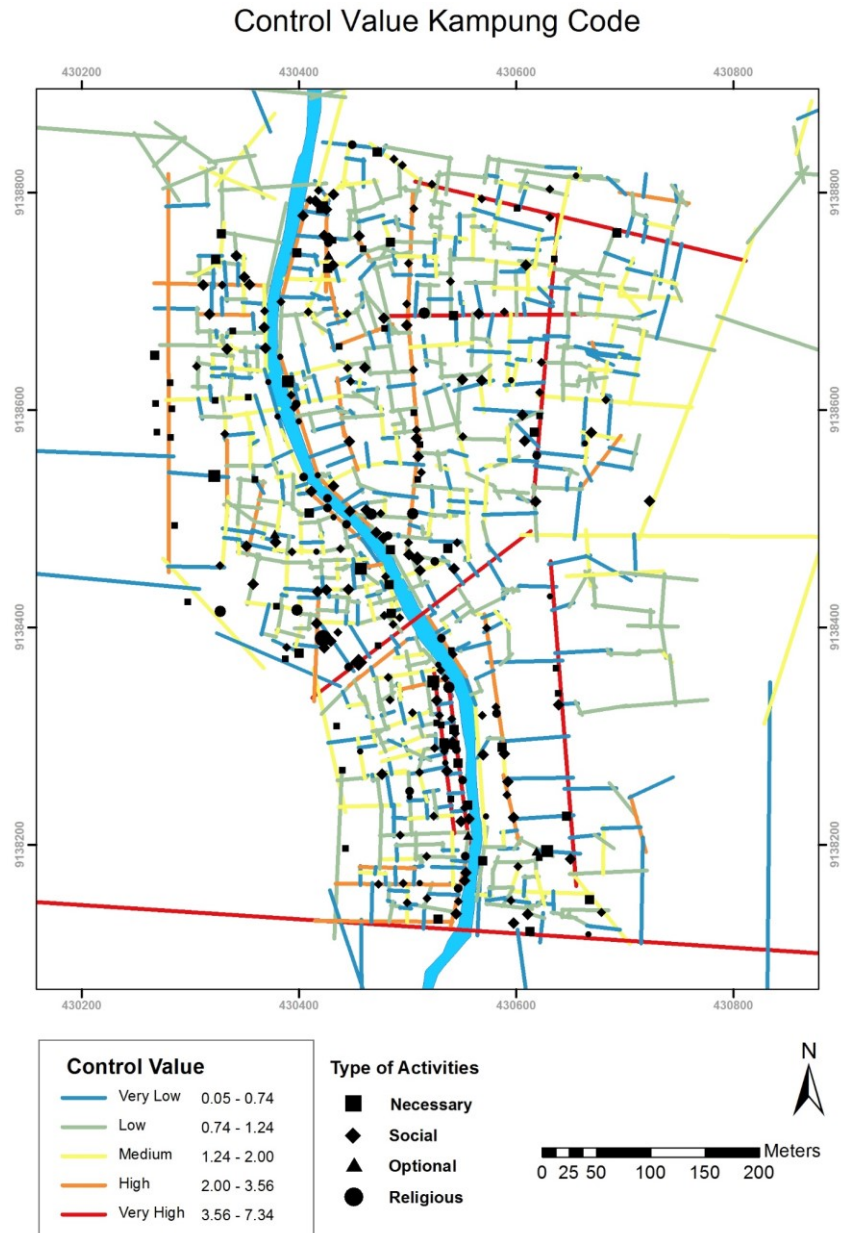 Control Value Kampung Code
430200 430400 430600 430800
9138800 9138800
9138600 9138600
9138400 9138400
9138200 9138200
430200 430400 430600 430800
Control Value
Very Low 0.05 - 0.74
Low 0.74 - 1.24
Medium 1.24 - 2.00
High 2.00 - 3.56
Very High 3.56 - 7.34
Type of Activities
Necessary
Social
Optional
Religious
N
Meters
0 25 50 100 150 200